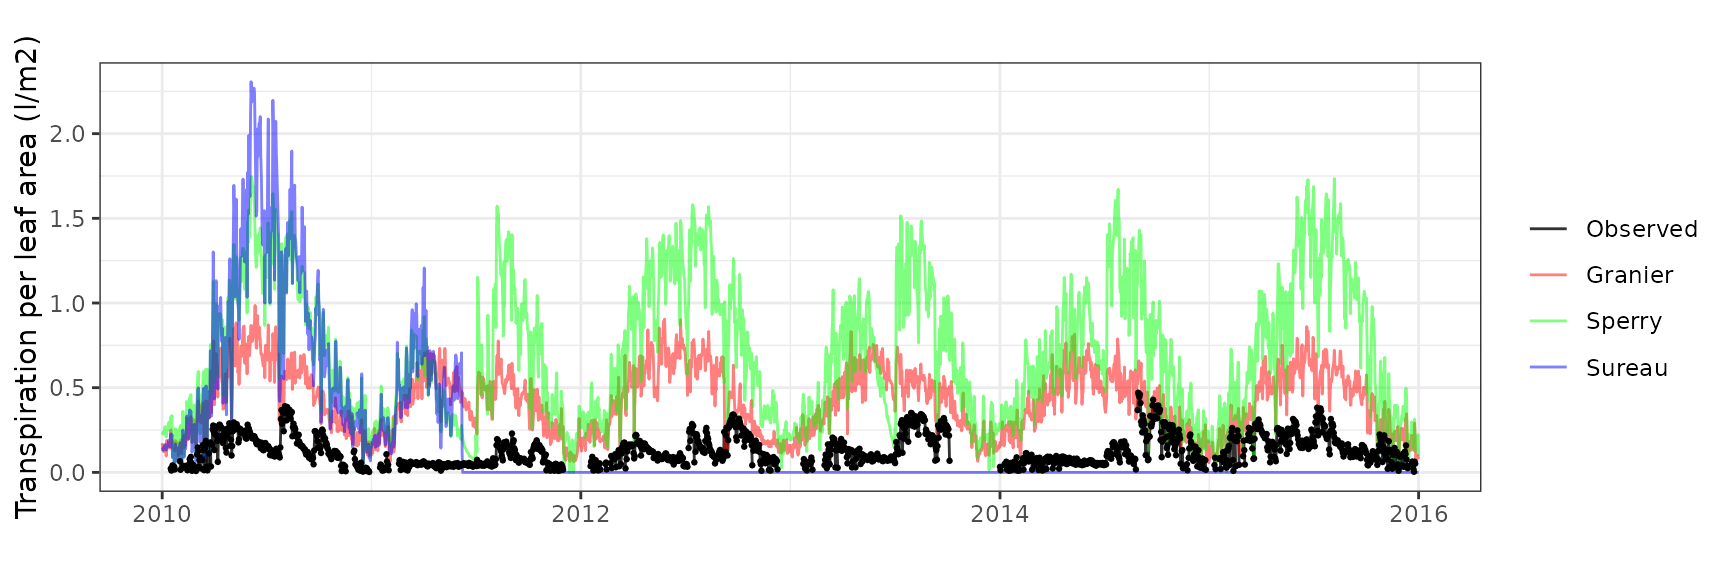 Transpiration per leaf area (l/m2)
2.0
1.5
1.0
0.5
0.0
2010
2012
2014
2016
Observed
Granier
Sperry
Sureau